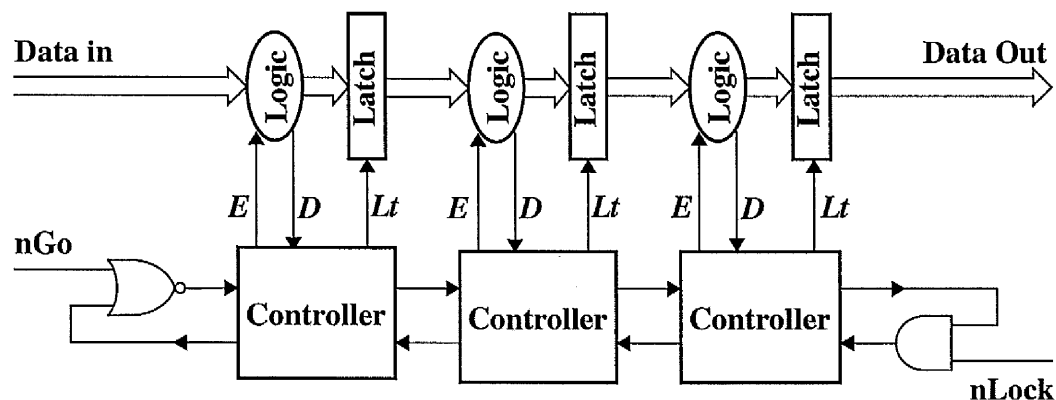 Data in
Logic
Latch
Logic
Latch
Logic
Latch
Data Out
E
D
Lt
E
D
Lt
E
D
Lt
nGo
Controller
Controller
Controller
nLock